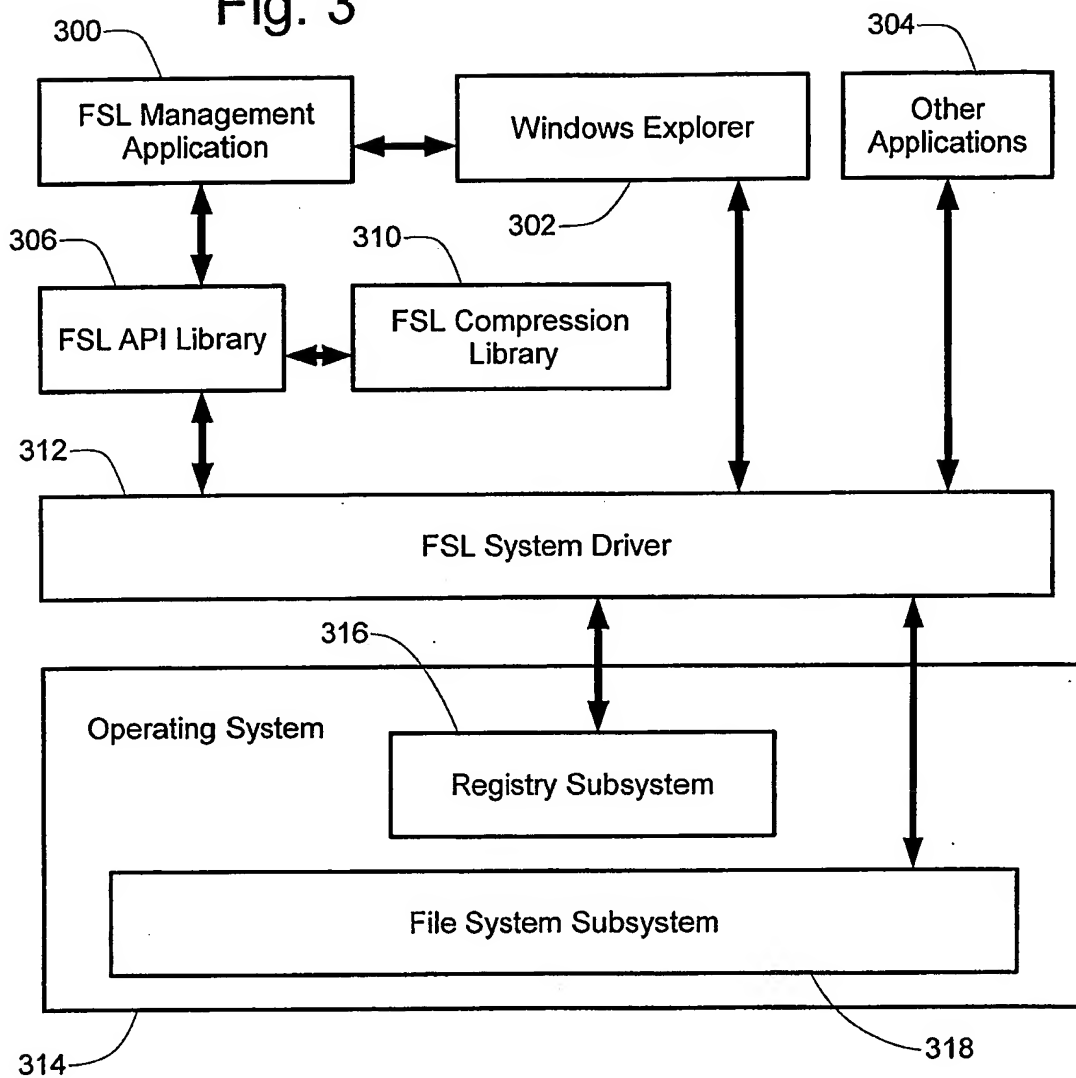 Fig. 3
300
304
FSL Management
Application
Windows Explorer
Other
Applications
302
306
310
FSL API Library
FSL Compression
Library
312
FSL System Driver
316
Operating System
Registry Subsystem
File System Subsystem
314
318